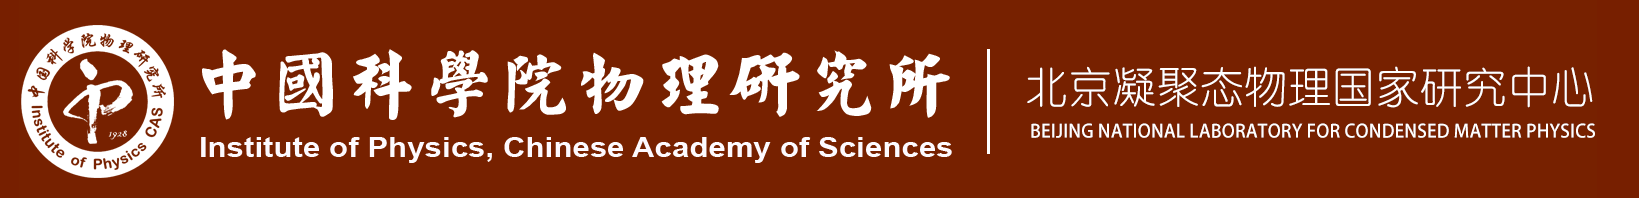 中国科学院物理研究所
Institute of Physics CAS
1928
中國科學院物理研究所
Institute of Physics, Chinese Academy of Sciences
北京凝聚态物理国家研究中心
BEIJING NATIONAL LABORATORY FOR CONDENSED MATTER PHYSICS